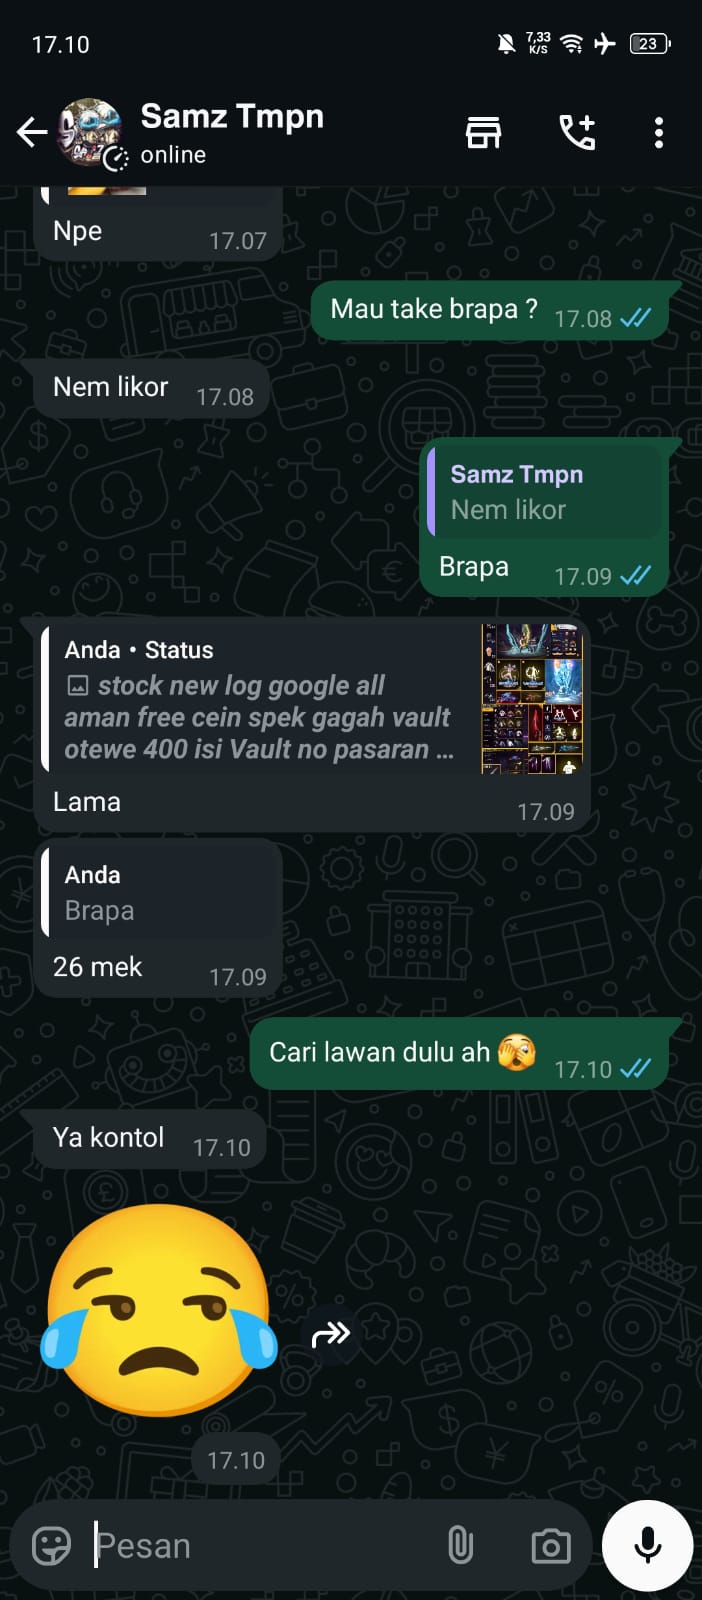 17.10
7,33
K/S
23
Samz Tmpn
online
Npe
17.07
Mau take brapa ?
17.08
Nem likor
17.08
Samz Tmpn
Nem likor
Brapa
17.09
Anda • Status
stock new log google all
aman free cein spek gagah vault
otewe 400 isi Vault no pasaran ...
Lama
17.09
Anda
Brapa
26 mek
17.09
Cari lawan dulu ah 🫣
17.10
Ya kontol
17.10
17.10
Pesan